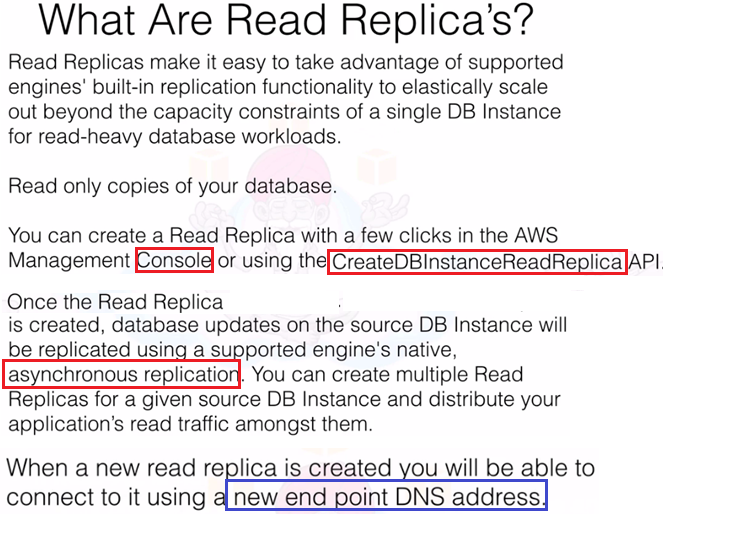 What Are Read Replica’s?
Read Replicas make it easy to take advantage of supported
engines' built-in replication functionality to elastically scale
out beyond the capacity constraints of a single DB Instance
for read-heavy database workloads.
Read only copies of your database.
You can create a Read Replica with a few clicks in the AWS
Management Console or using the CreateDBInstanceReadReplica API.
Once the Read Replica
is created, database updates on the source DB Instance will
be replicated using a supported engine's native,
asynchronous replication. You can create multiple Read
Replicas for a given source DB Instance and distribute your
application’s read traffic amongst them.
When a new read replica is created you will be able to
connect to it using a new end point DNS address.